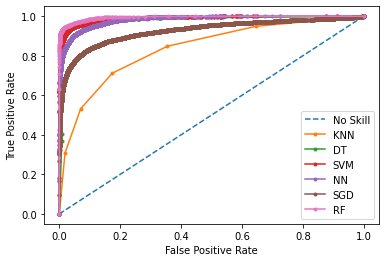 1.0
0.8
0.6
0.4
0.2
0.0
True Positive Rate
0.0 0.2 0.4 0.6 0.8 1.0
False Positive Rate
No Skill
KNN
DT
SVM
NN
SGD
RF